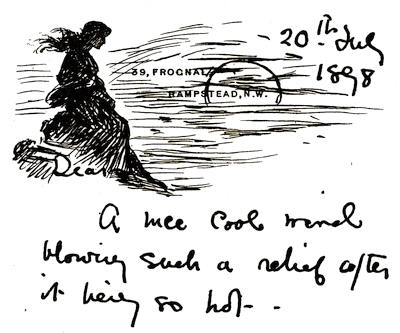 20th July
1898
39, FROGNAL,
HAMPSTEAD, N.W.
Dear
A nice cool wind
blowing such a relief after
it being so hot - .